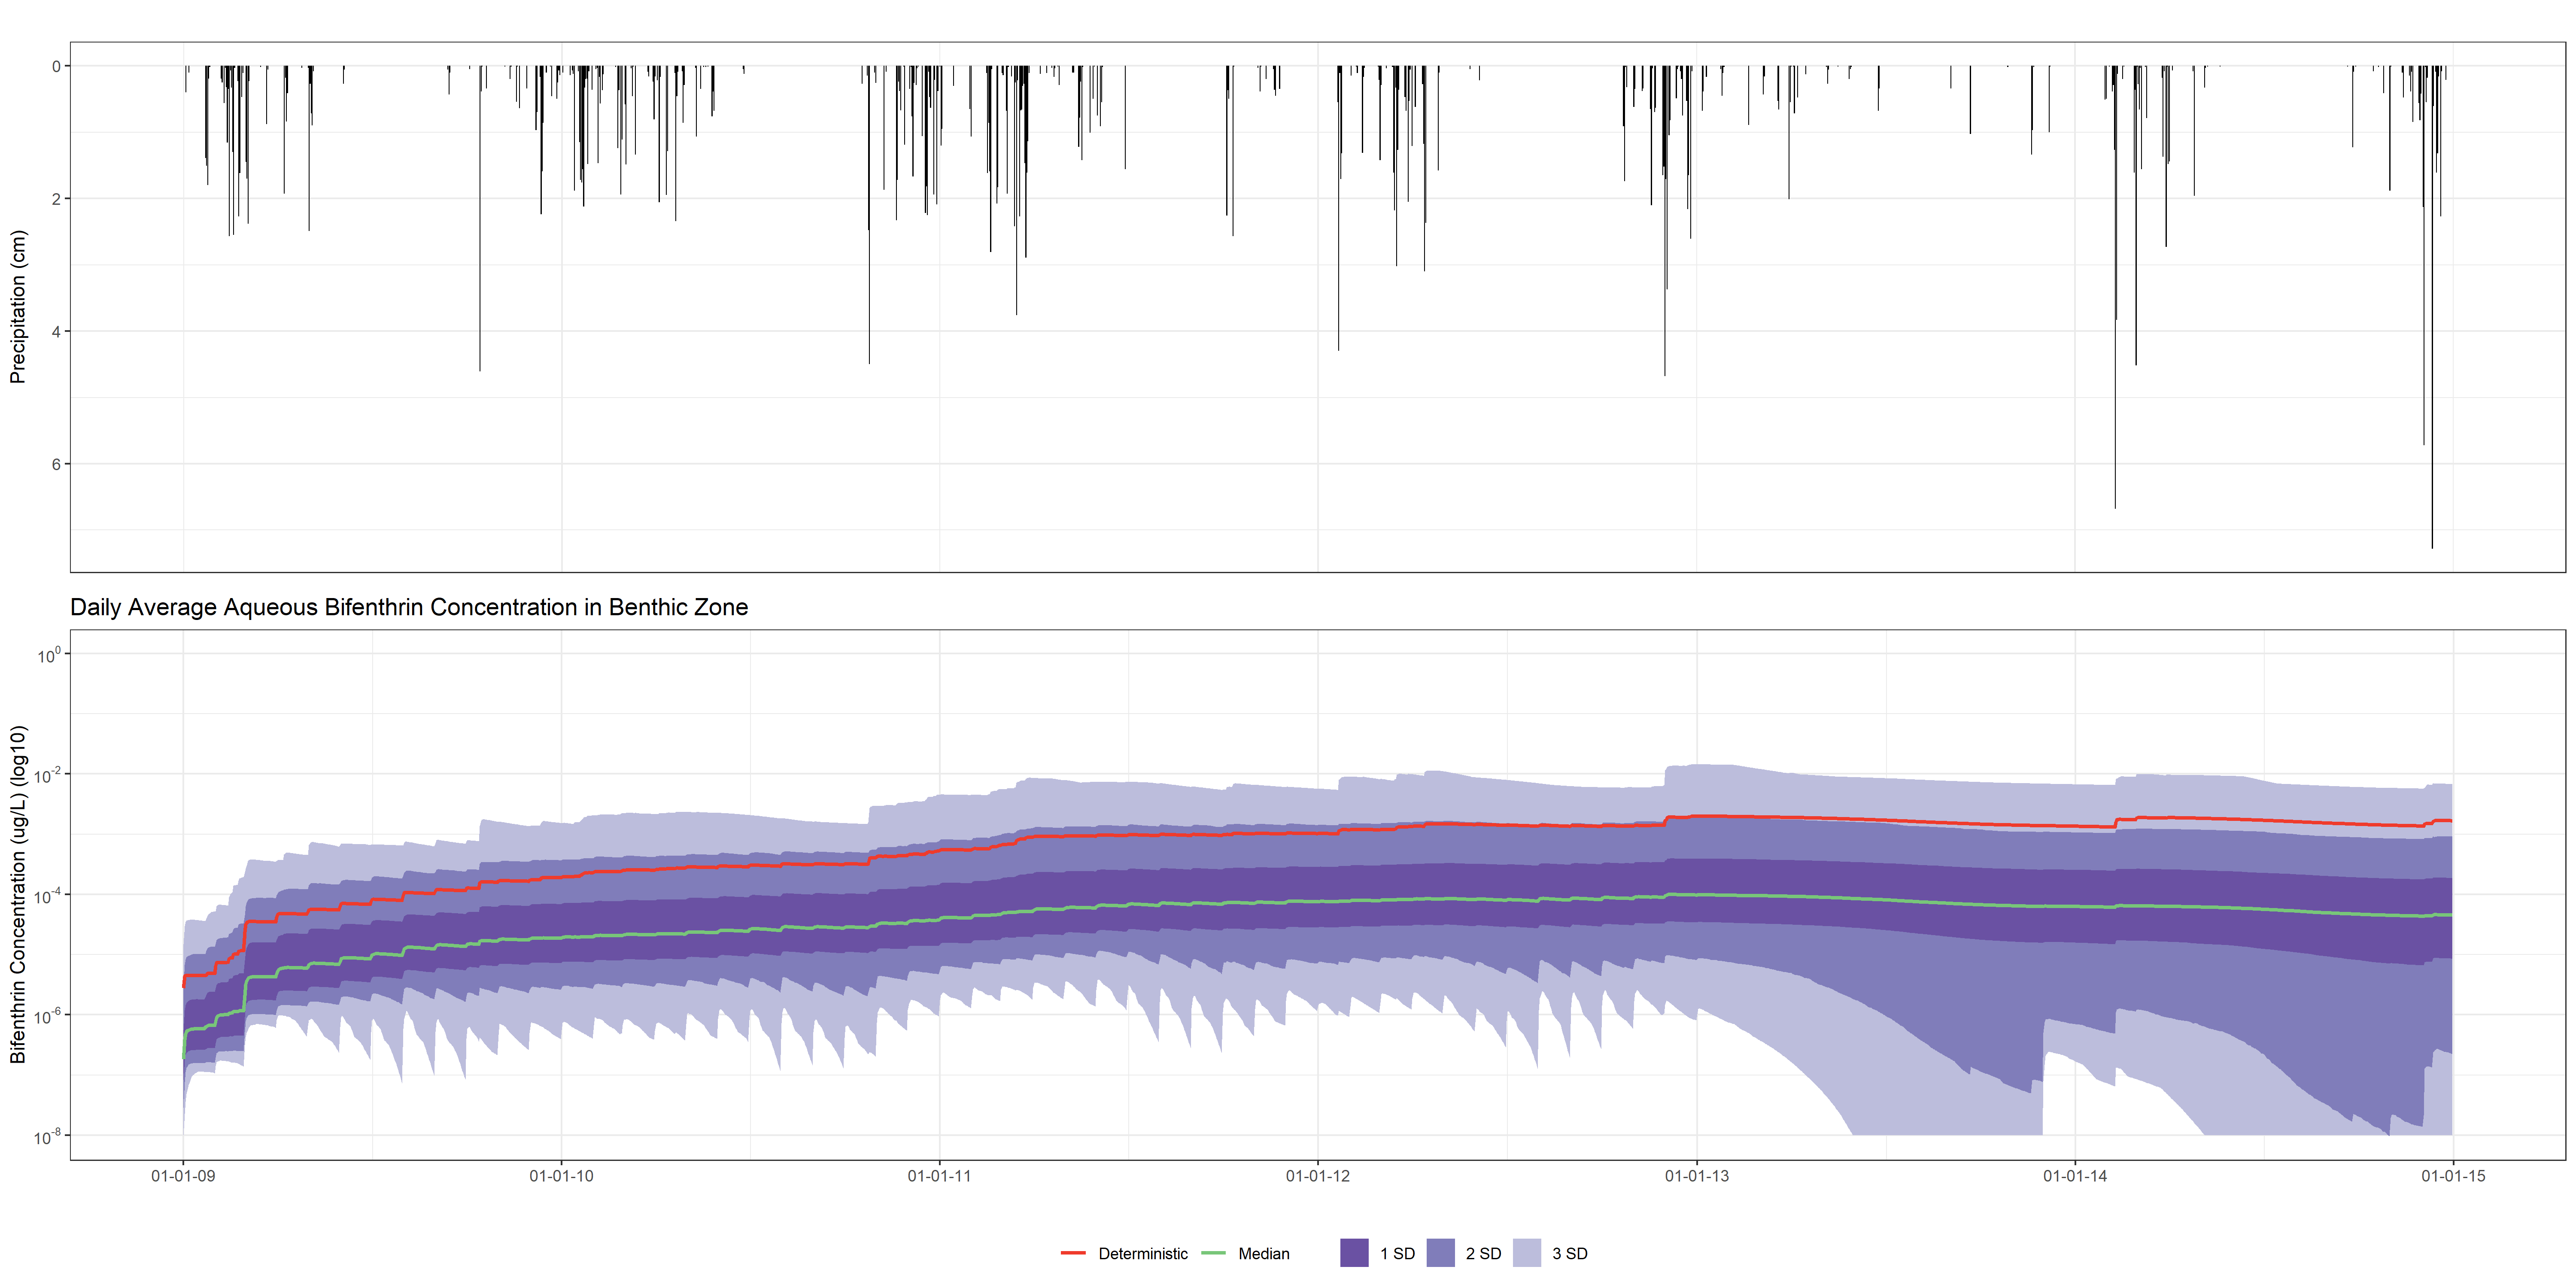 0
2
4
6
Precipitation (cm)
Daily Average Aqueous Bifenthrin Concentration in Benthic Zone
10^0
10^-2
10^-4
10^-6
10^-8
Bifenthrin Concentration (ug/L) (log10)
01-01-09 01-01-10 01-01-11 01-01-12 01-01-13 01-01-14 01-01-15
Deterministic Median 1 SD 2 SD 3 SD